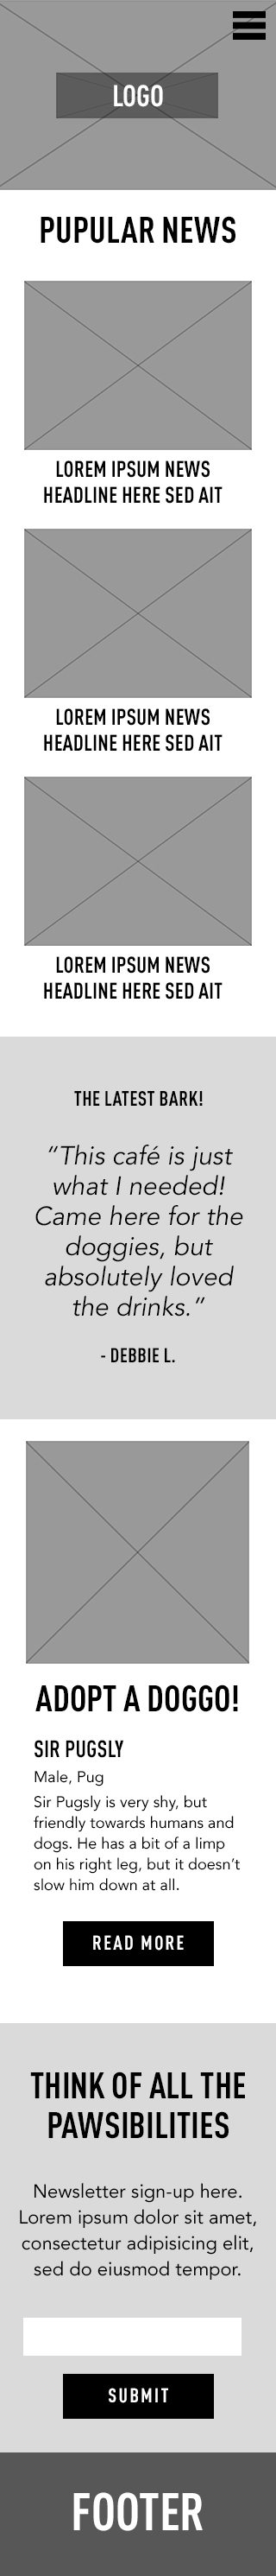 LOGO
PUPULAR NEWS
LOREM IPSUM NEWS
HEADLINE HERE SED AIT
LOREM IPSUM NEWS
HEADLINE HERE SED AIT
LOREM IPSUM NEWS
HEADLINE HERE SED AIT
THE LATEST BARK!
“This café is just
what I needed!
Came here for the
doggies, but
absolutely loved
the drinks.”
- DEBBIE L.
ADOPT A DOGGO!
SIR PUGSLY
Male, Pug
Sir Pugsly is very shy, but
friendly towards humans and
dogs. He has a bit of a limp
on his right leg, but it doesn’t
slow him down at all.
READ MORE
THINK OF ALL THE
PAWSIBILITIES
Newsletter sign-up here.
Lorem ipsum dolor sit amet,
consectetur adipisicing elit,
sed do eiusmod tempor.
SUBMIT
FOOTER